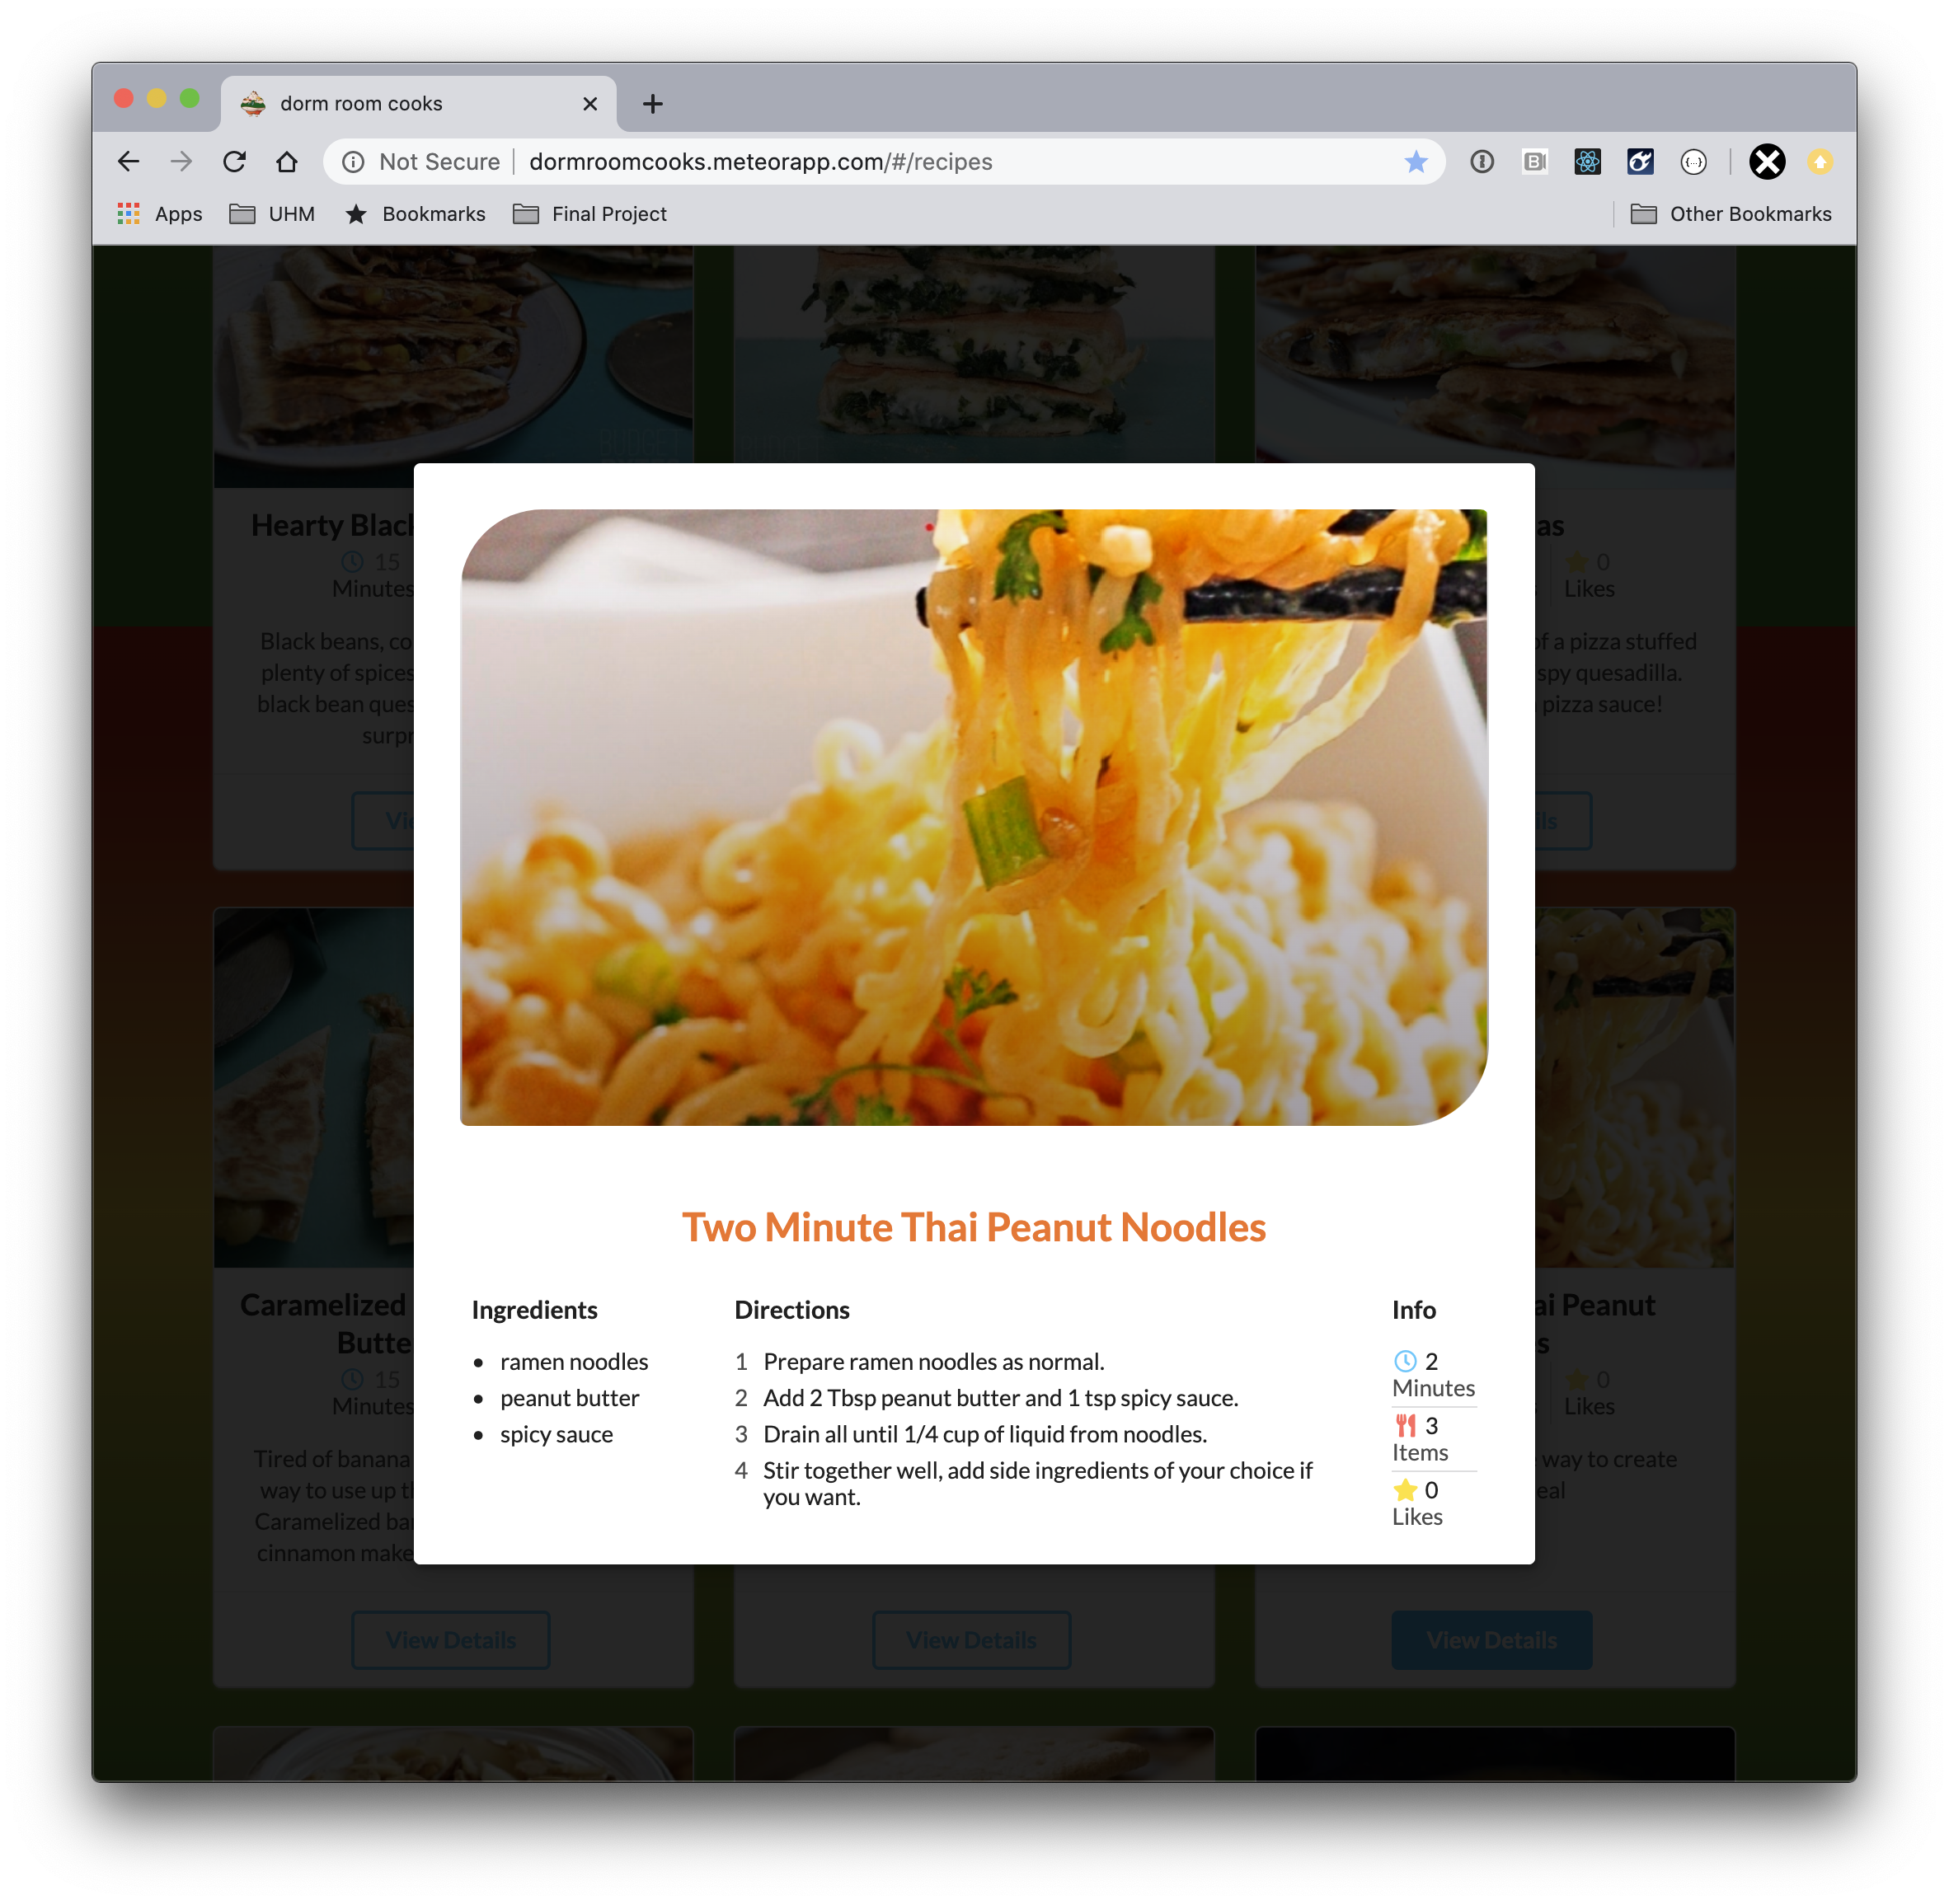 dorm room cooks
Not Secure dormroomcooks.meteorapp.com/#/recipes
Apps UHM Bookmarks Final Project Other Bookmarks
BUDGET
Hearty Black
15
Minutes
Black beans, co
plenty of spices
black bean ques
surpr
as
0
Likes
of a pizza stuffed
spy quesadilla.
pizza sauce!
Two Minute Thai Peanut Noodles
Ingredients
ramen noodles
peanut butter
spicy sauce
Directions
1 Prepare ramen noodles as normal.
2 Add 2 Tbsp peanut butter and 1 tsp spicy sauce.
3 Drain all until 1/4 cup of liquid from noodles.
4 Stir together well, add side ingredients of your choice if
you want.
Info
2
Minutes
3
Items
0
Likes
Caramelized
Butte
15
Minutes
Tired of banana
way to use up th
Caramelized ba
cinnamon make
ai Peanut
s
0
Likes
way to create
eal
View Details
View Details
View Details